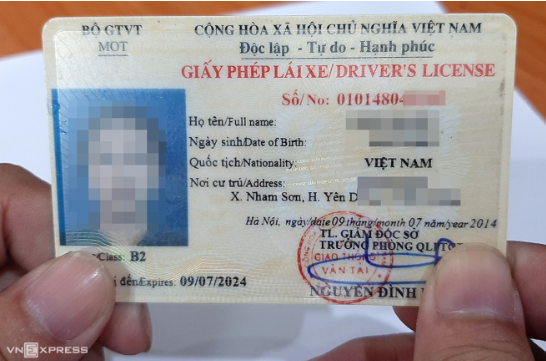 BỘ GTVT
MOT
CỘNG HÒA XÃ HỘI CHỦ NGHĨA VIỆT NAM
Độc lập - Tự do - Hạnh phúc
GIẤY PHÉP LÁI XE/DRIVER'S LICENSE
Số/No: 01014804
Họ tên/Full name:
Ngày sinh/Date of Birth:
Quốc tịch/Nationality: VIỆT NAM
Nơi cư trú/Address:
X. Nham Sơn, H. Yên
Hà Nội, ngày/date 09 tháng/month 07 năm/year 2014
TL. GIÁM ĐỐC SỞ
TRƯỞNG PHÒNG
GIAO THÔNG
VẬN TẢI
Class: B2
đến/Expires: 09/07/2024
NGUYỄN ĐÌNH
VNEXPRESS